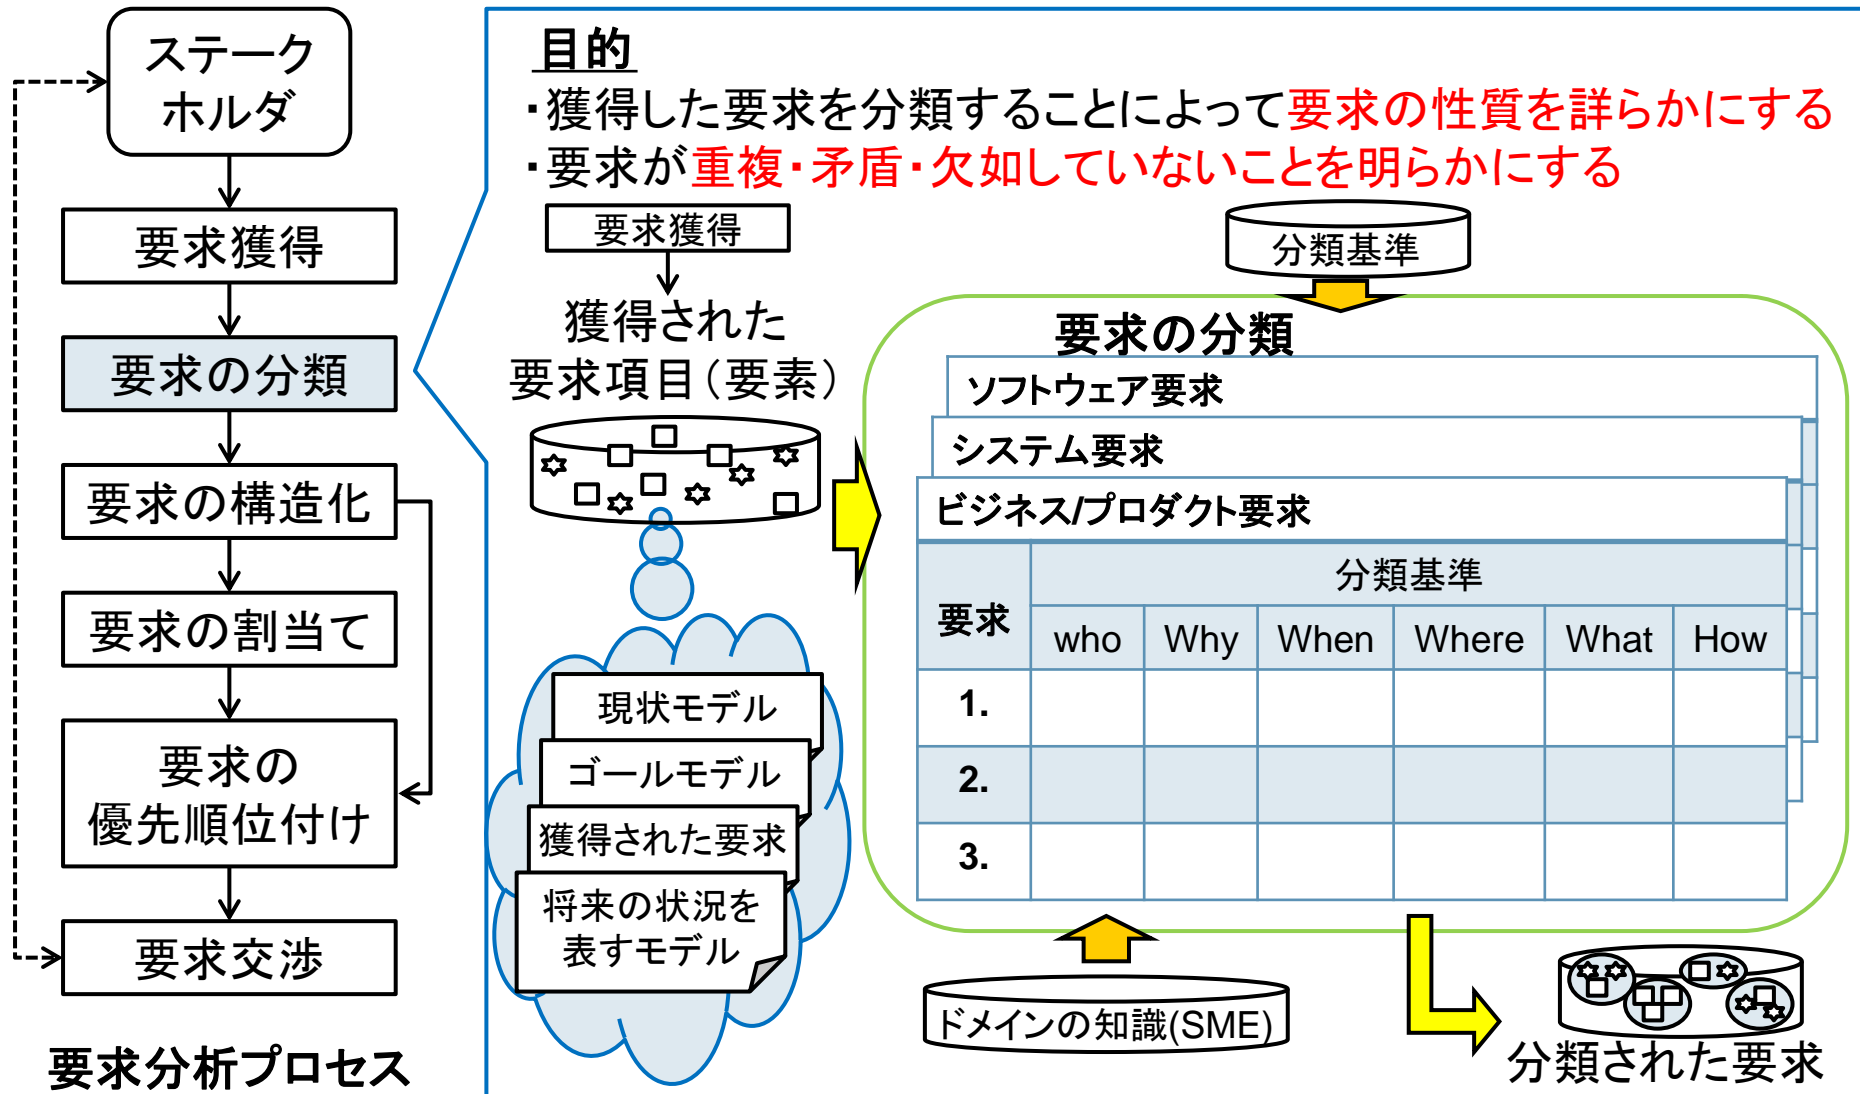 ステーク
ホルダ
要求獲得
要求の分類
要求の構造化
要求の割当て
要求の
優先順位付け
要求交渉
要求分析プロセス
目的
・獲得した要求を分類することによって要求の性質を詳らかにする
・要求が重複・矛盾・欠如していないことを明らかにする
要求獲得
獲得された
要求項目（要素）
現状モデル
ゴールモデル
獲得された要求
将来の状況を
表すモデル
分類基準
要求の分類
ソフトウェア要求
システム要求
ビジネス/プロダクト要求
要求
分類基準
who Why When Where What How
1.
2.
3.
ドメインの知識(SME)
分類された要求